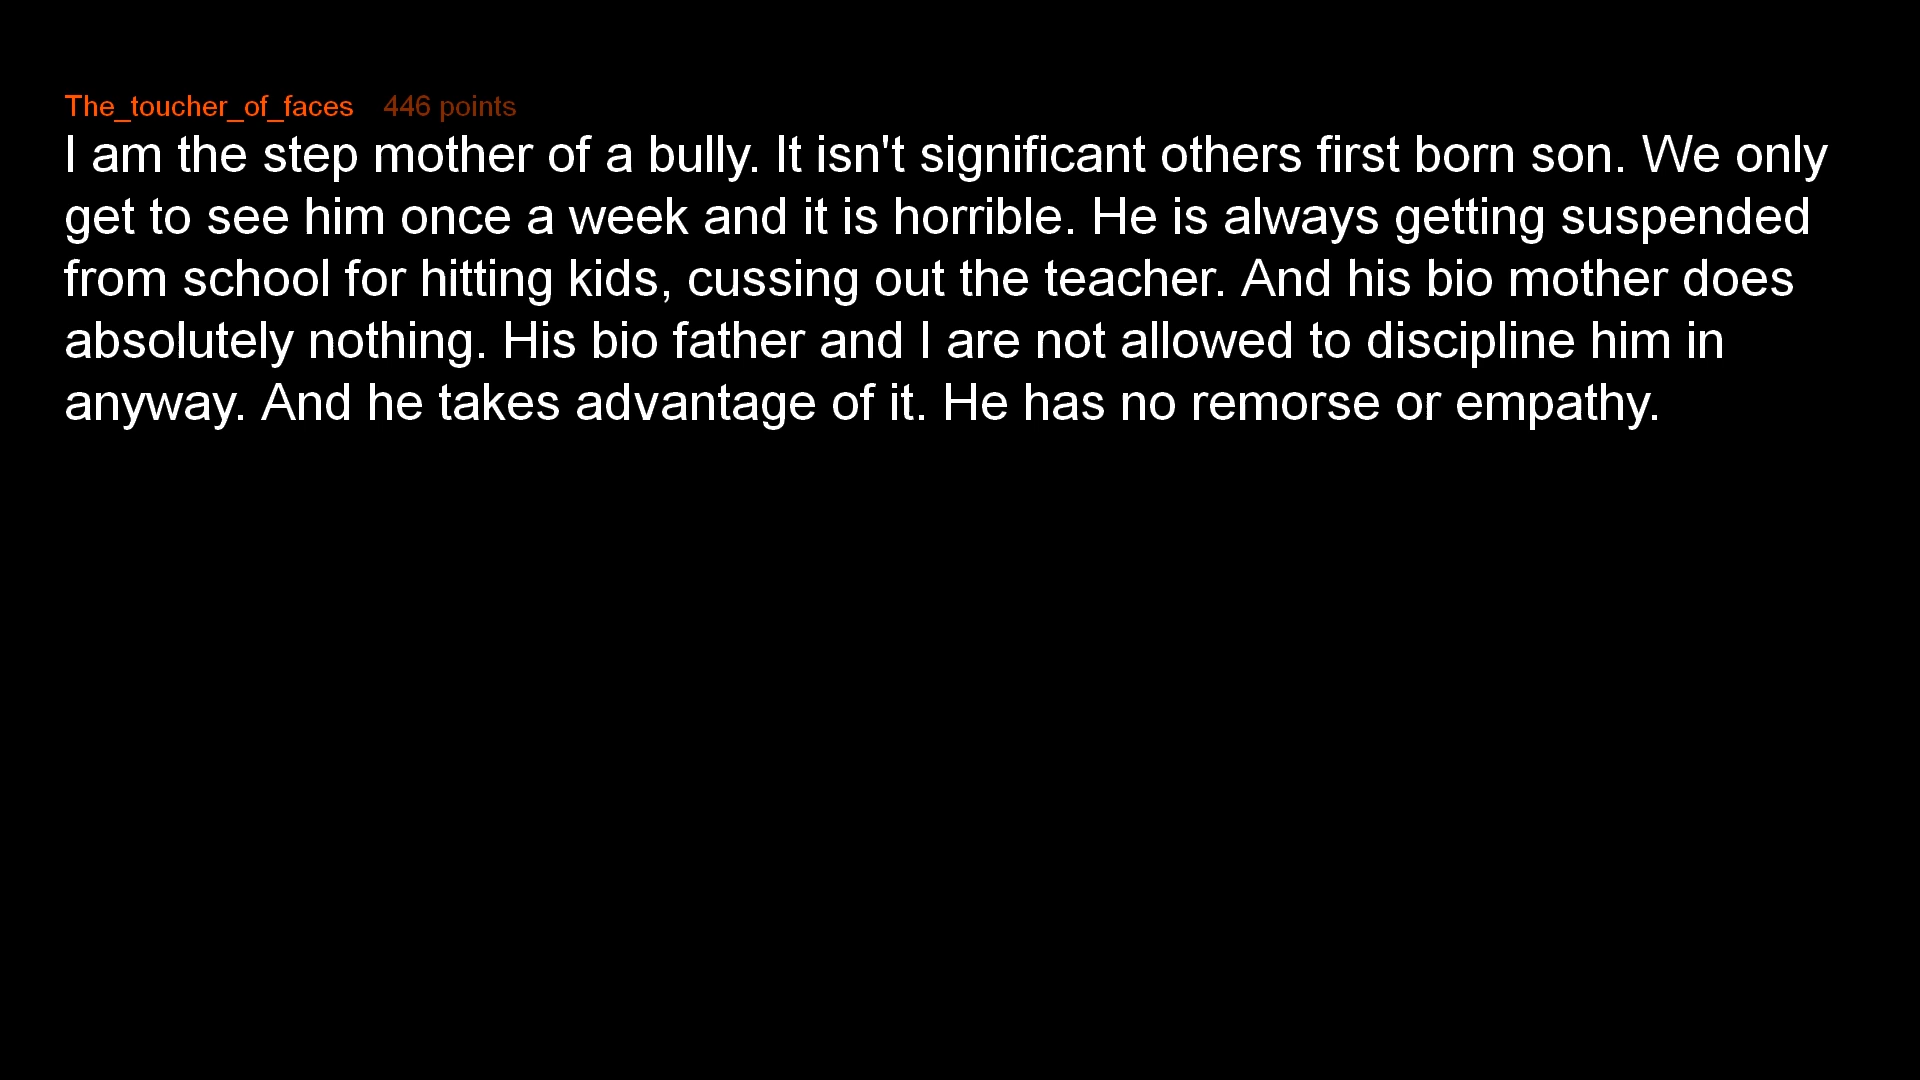 The_toucher_of_faces 446 points
I am the step mother of a bully. It isn't significant others first born son. We only
get to see him once a week and it is horrible. He is always getting suspended
from school for hitting kids, cussing out the teacher. And his bio mother does
absolutely nothing. His bio father and I are not allowed to discipline him in
anyway. And he takes advantage of it. He has no remorse or empathy.